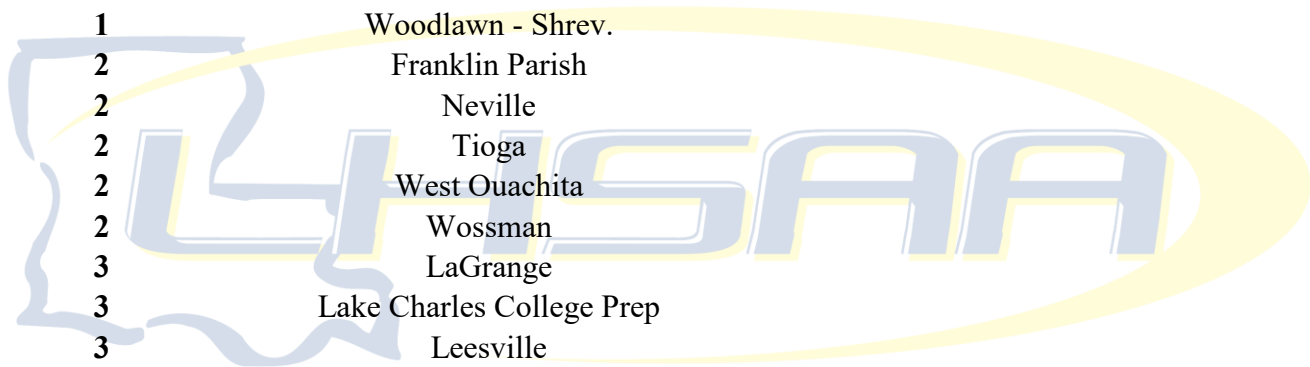 1 Woodlawn - Shrev.
2 Franklin Parish
2 Neville
2 Tioga
2 West Ouachita
2 Wossman
3 LaGrange
3 Lake Charles College Prep
3 Leesville
LHSAA